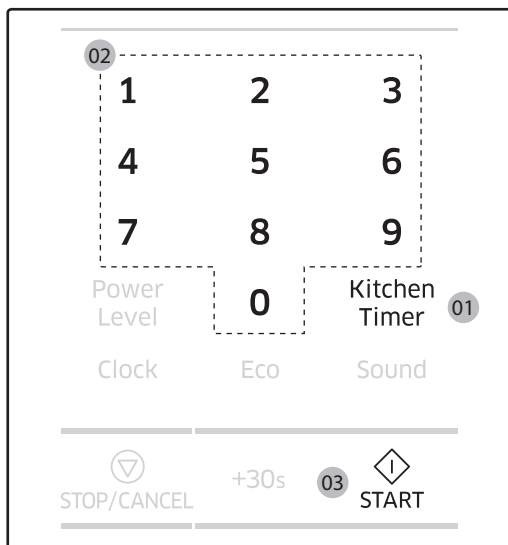 02
1 2 3
4 5 6
7 8 9
Power
Level
0
Kitchen
Timer
01
Clock Eco Sound
STOP/CANCEL
+30s
03
START